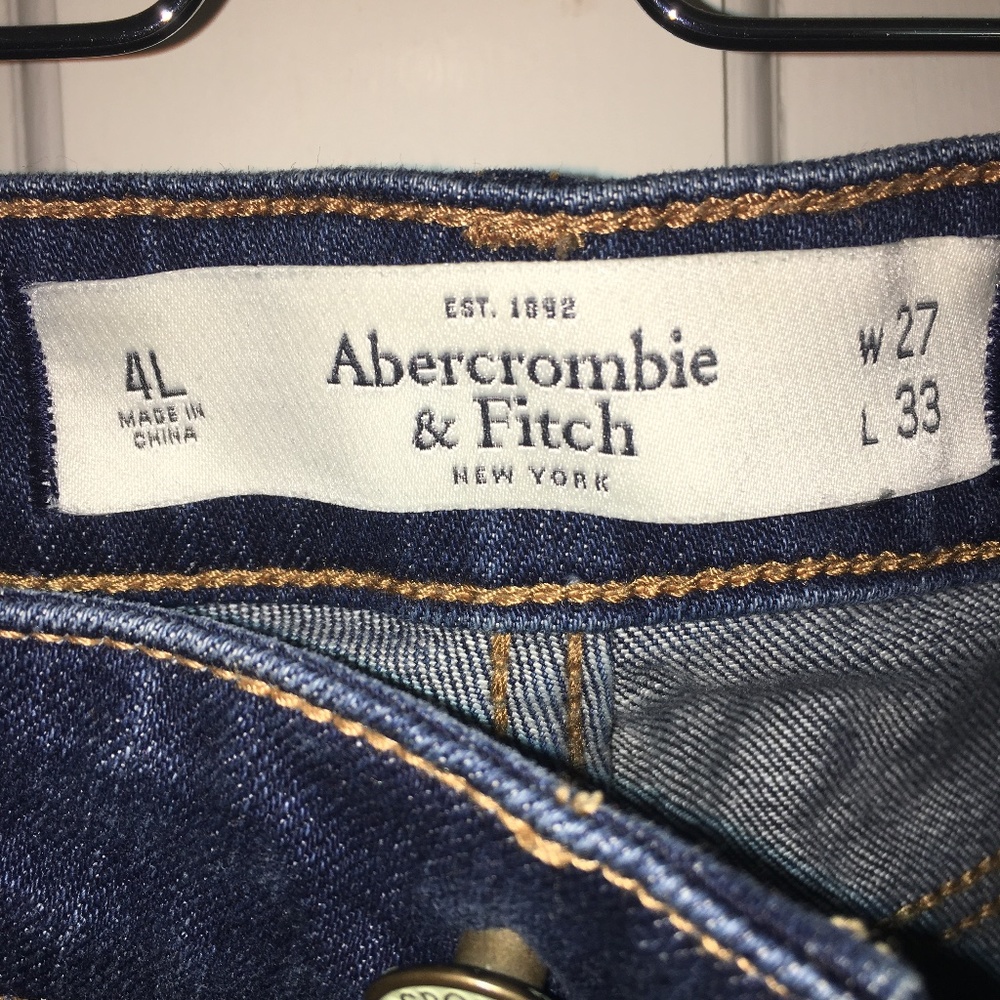 EST. 1892
Abercrombie
& Fitch
NEW YORK
4L
MADE IN
CHINA
W 27
L 33